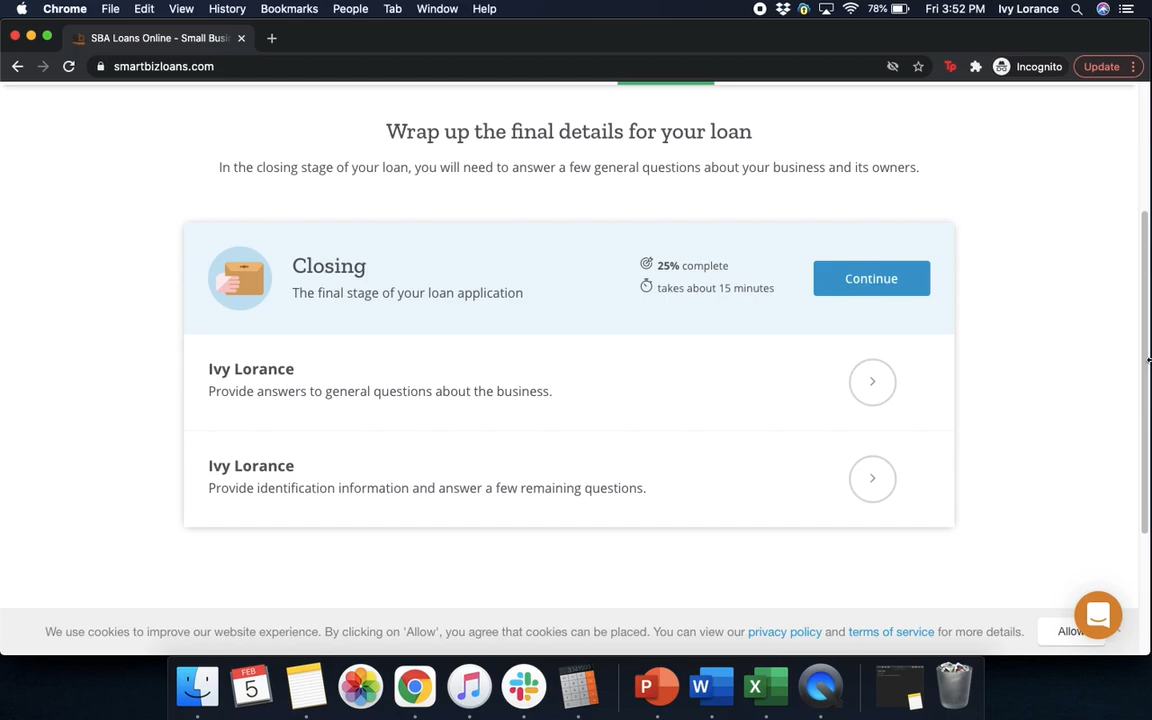 Chrome File Edit View History Bookmarks People Tab Window Help 78% Fri 3:52 PM Ivy Lorance
SBA Loans Online - Small Busi
smartbizloans.com Incognito Update
Wrap up the final details for your loan
In the closing stage of your loan, you will need to answer a few general questions about your business and its owners.
Closing
The final stage of your loan application
25% complete
takes about 15 minutes
Continue
Ivy Lorance
Provide answers to general questions about the business.
Ivy Lorance
Provide identification information and answer a few remaining questions.
We use cookies to improve our website experience. By clicking on 'Allow', you agree that cookies can be placed. You can view our privacy policy and terms of service for more details. Allow
FEB
5
P W X